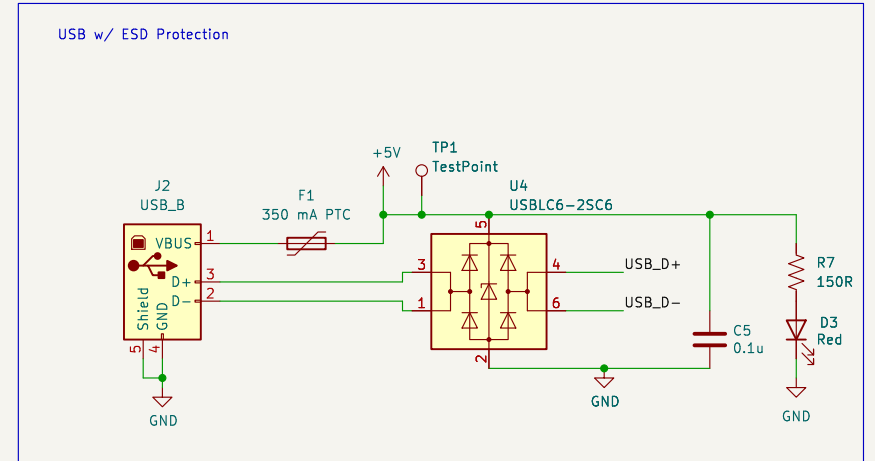 USB w/ ESD Protection
+5V
TP1
TestPoint
J2
USB_B
F1
350 mA PTC
U4
USBLC6-2SC6
VBUS
1
D+
3
D-
2
Shield
GND
5
4
GND
5
3
1
4
6
2
USB_D+
USB_D-
GND
C5
0.1u
R7
150R
D3
Red
GND